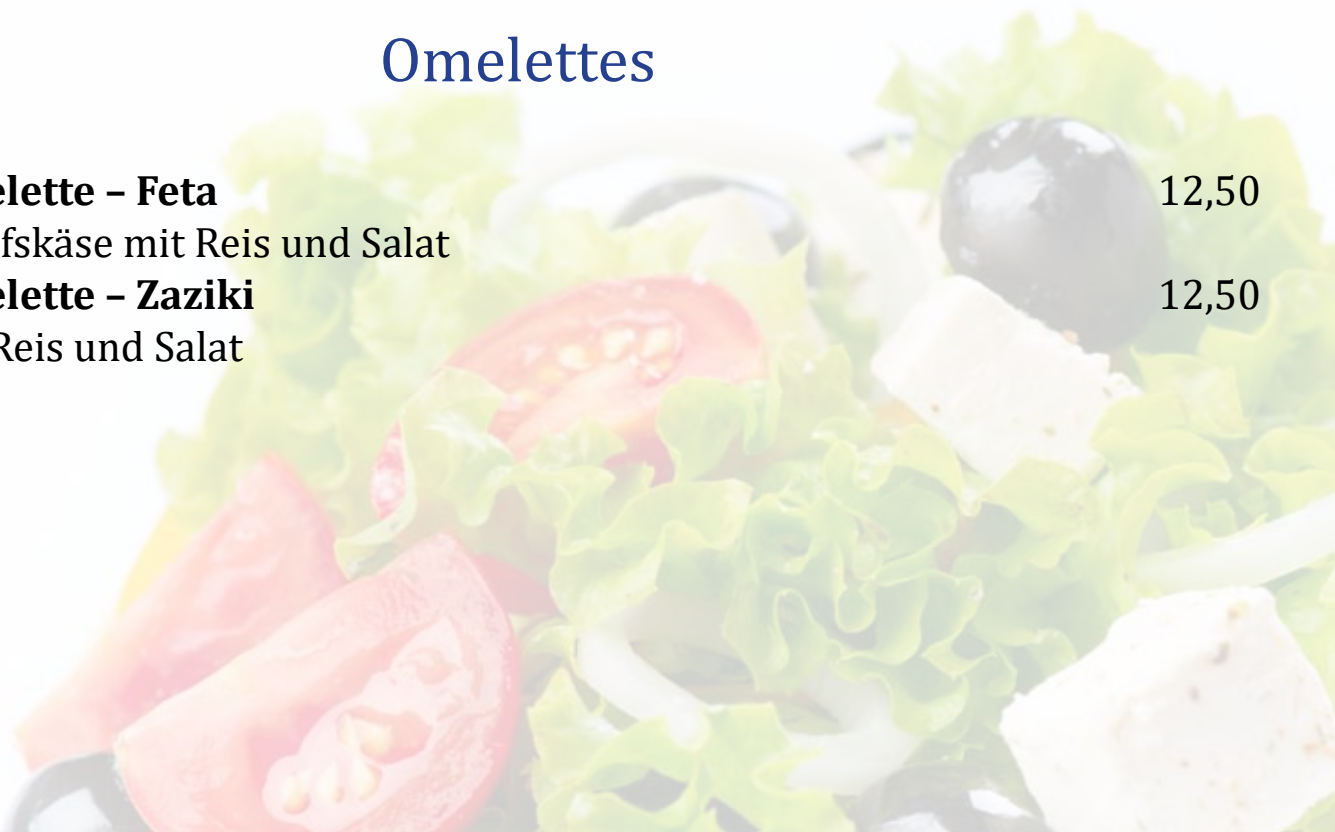 Omelettes
elette – Feta 12,50
fskäse mit Reis und Salat
elette – Zaziki 12,50
Reis und Salat